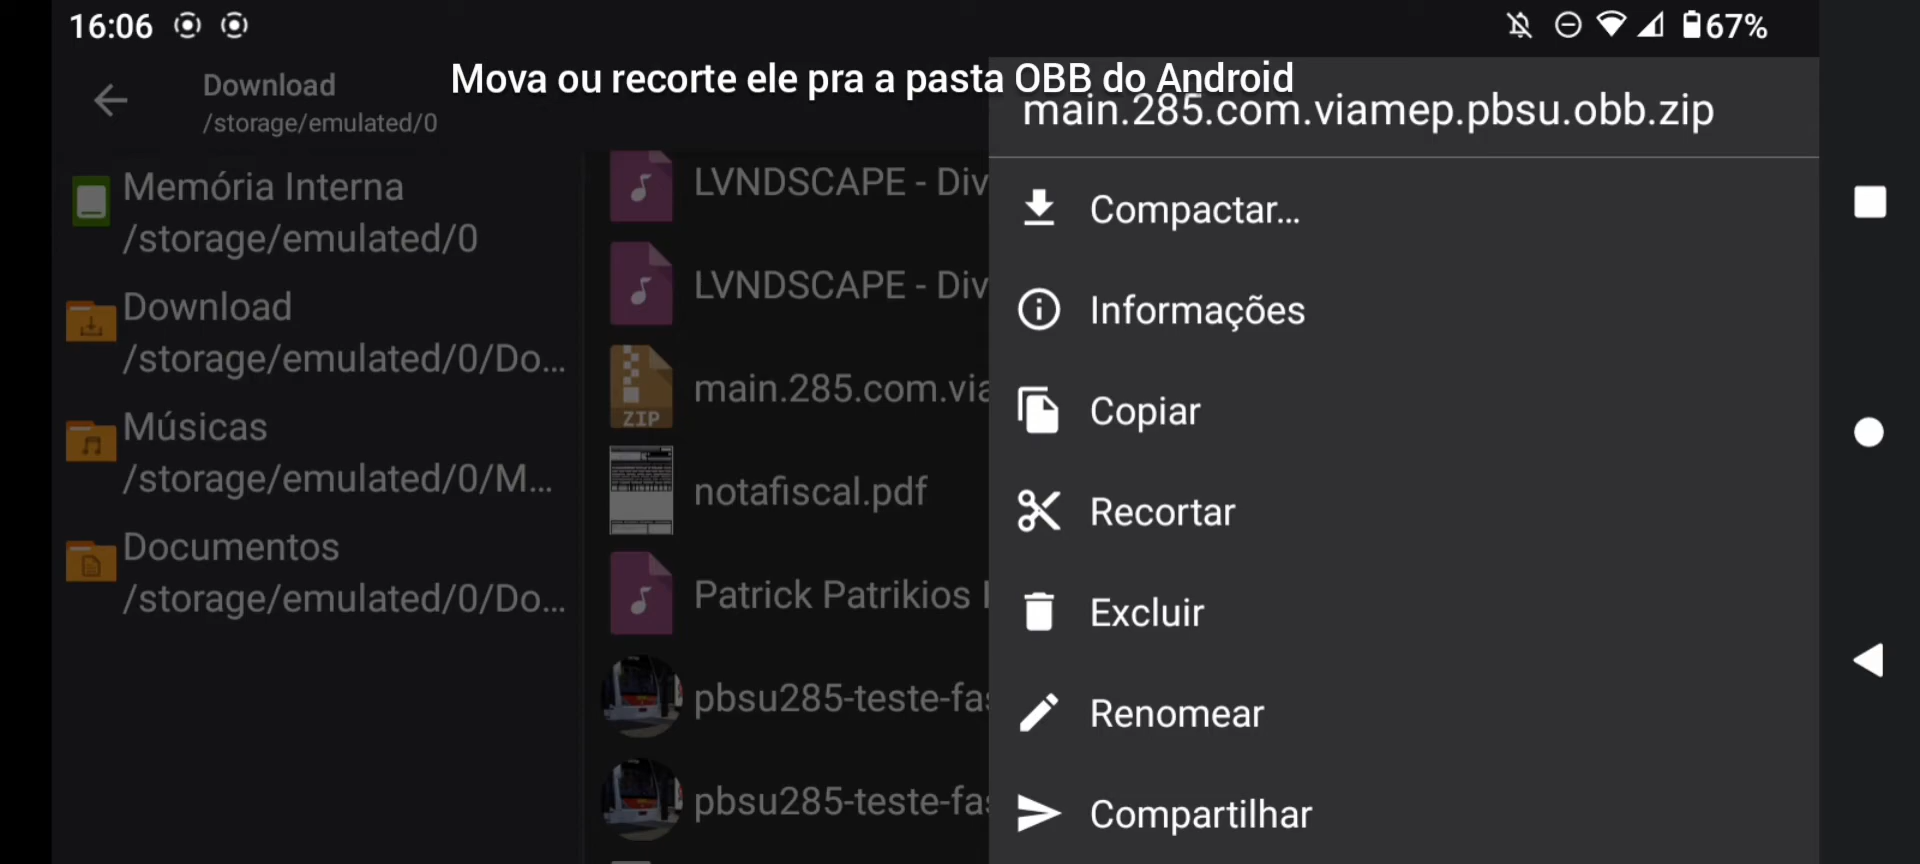 16:06
67%
Mova ou recorte ele pra a pasta OBB do Android
Download
/storage/emulated/0
Memória Interna
/storage/emulated/0
Download
/storage/emulated/0/Do...
Músicas
/storage/emulated/0/M...
Documentos
/storage/emulated/0/Do...
LVNDSCAPE - Div
LVNDSCAPE - Div
ZIP
main.285.com.via
notafiscal.pdf
Patrick Patrikios
pbsu285-teste-fas
pbsu285-teste-fas
main.285.com.viamep.pbsu.obb.zip
Compactar...
Informações
Copiar
Recortar
Excluir
Renomear
Compartilhar